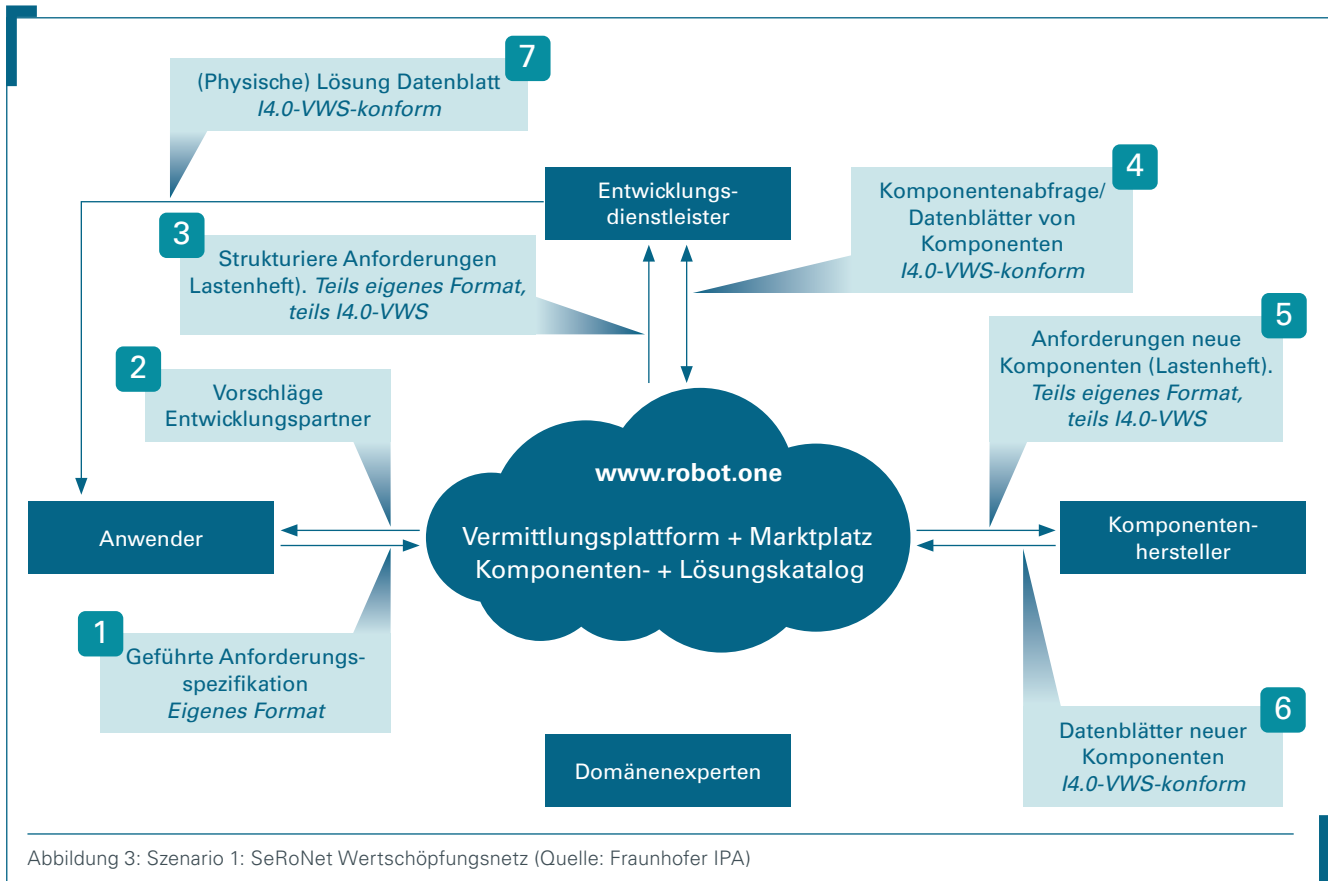 7
(Physische) Lösung Datenblatt
I4.0-VWS-konform
Entwicklungs-
dienstleister
4
Komponentenabfrage/
Datenblätter von
Komponenten
I4.0-VWS-konform
3
Strukturiere Anforderungen
Lastenheft). Teils eigenes Format,
teils I4.0-VWS
5
Anforderungen neue
Komponenten (Lastenheft).
Teils eigenes Format,
teils I4.0-VWS
2
Vorschläge
Entwicklungspartner
www.robot.one
Vermittlungsplattform + Marktplatz
Komponenten- + Lösungskatalog
Anwender
Komponenten-
hersteller
1
Geführte Anforderungs-
spezifikation
Eigenes Format
6
Datenblätter neuer
Komponenten
I4.0-VWS-konform
Domänenexperten
Abbildung 3: Szenario 1: SeRoNet Wertschöpfungsnetz (Quelle: Fraunhofer IPA)